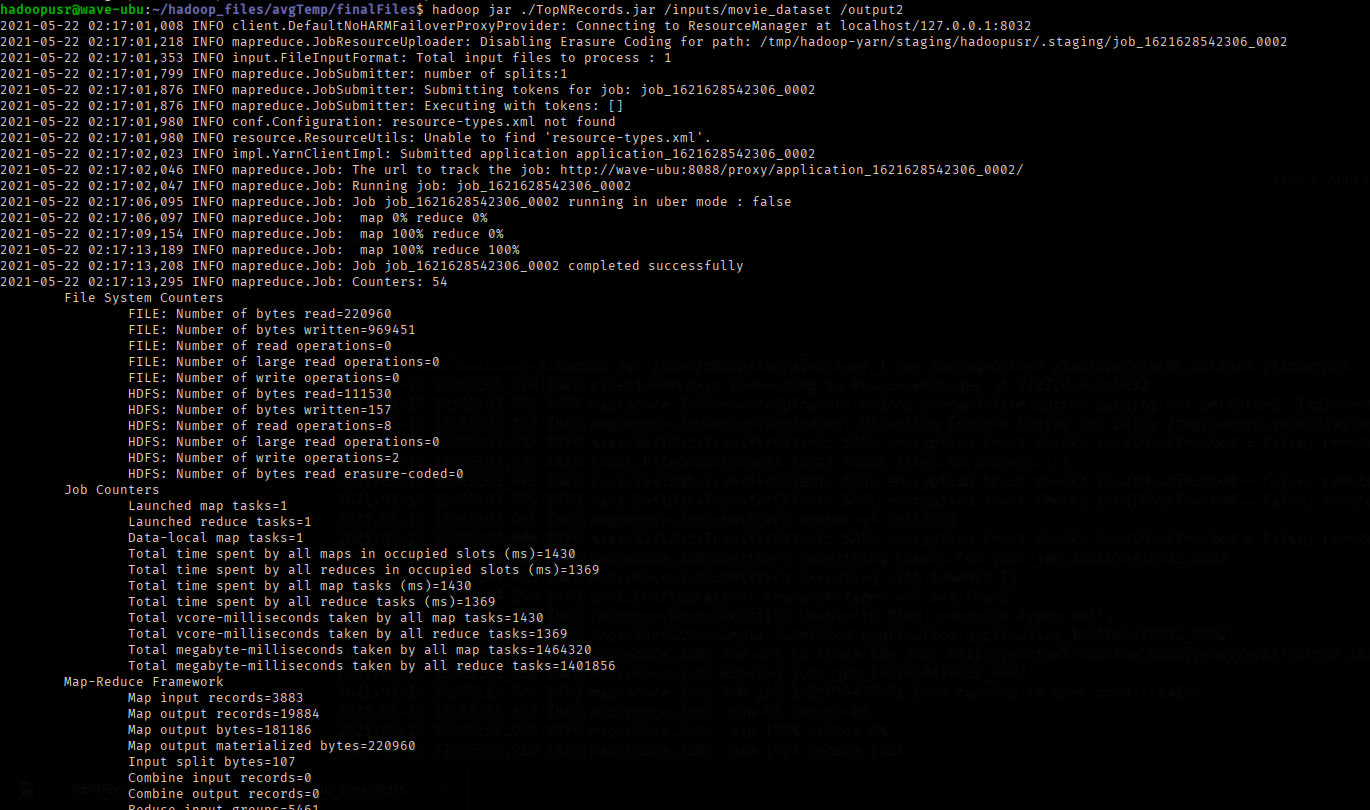 hadoopusr@wave-ubu:~/hadoop_files/avgTemp/finalFiles$ hadoop jar ./TopNRecords.jar /inputs/movie_dataset /output2
2021-05-22 02:17:01,008 INFO client.DefaultNoHARMFailoverProxyProvider: Connecting to ResourceManager at localhost/127.0.0.1:8032
2021-05-22 02:17:01,218 INFO mapreduce.JobResourceUploader: Disabling Erasure Coding for path: /tmp/hadoop-yarn/staging/hadoopusr/.staging/job_1621628542306_0002
2021-05-22 02:17:01,353 INFO input.FileInputFormat: Total input files to process : 1
2021-05-22 02:17:01,799 INFO mapreduce.JobSubmitter: number of splits:1
2021-05-22 02:17:01,876 INFO mapreduce.JobSubmitter: Submitting tokens for job: job_1621628542306_0002
2021-05-22 02:17:01,876 INFO mapreduce.JobSubmitter: Executing with tokens: []
2021-05-22 02:17:01,980 INFO conf.Configuration: resource-types.xml not found
2021-05-22 02:17:01,980 INFO resource.ResourceUtils: Unable to find 'resource-types.xml'.
2021-05-22 02:17:02,023 INFO impl.YarnClientImpl: Submitted application application_1621628542306_0002
2021-05-22 02:17:02,046 INFO mapreduce.Job: The url to track the job: http://wave-ubu:8088/proxy/application_1621628542306_0002/
2021-05-22 02:17:02,047 INFO mapreduce.Job: Running job: job_1621628542306_0002
2021-05-22 02:17:06,095 INFO mapreduce.Job: Job job_1621628542306_0002 running in uber mode : false
2021-05-22 02:17:06,097 INFO mapreduce.Job:  map 0% reduce 0%
2021-05-22 02:17:09,154 INFO mapreduce.Job:  map 100% reduce 0%
2021-05-22 02:17:13,189 INFO mapreduce.Job:  map 100% reduce 100%
2021-05-22 02:17:13,208 INFO mapreduce.Job: Job job_1621628542306_0002 completed successfully
2021-05-22 02:17:13,295 INFO mapreduce.Job: Counters: 54
File System Counters
FILE: Number of bytes read=220960
FILE: Number of bytes written=969451
FILE: Number of read operations=0
FILE: Number of large read operations=0
FILE: Number of write operations=0
HDFS: Number of bytes read=111530
HDFS: Number of bytes written=157
HDFS: Number of read operations=8
HDFS: Number of large read operations=0
HDFS: Number of write operations=2
HDFS: Number of bytes read erasure-coded=0
Job Counters
Launched map tasks=1
Launched reduce tasks=1
Data-local map tasks=1
Total time spent by all maps in occupied slots (ms)=1430
Total time spent by all reduces in occupied slots (ms)=1369
Total time spent by all map tasks (ms)=1430
Total time spent by all reduce tasks (ms)=1369
Total vcore-milliseconds taken by all map tasks=1430
Total vcore-milliseconds taken by all reduce tasks=1369
Total megabyte-milliseconds taken by all map tasks=1464320
Total megabyte-milliseconds taken by all reduce tasks=1401856
Map-Reduce Framework
Map input records=3883
Map output records=19884
Map output bytes=181186
Map output materialized bytes=220960
Input split bytes=107
Combine input records=0
Combine output records=0
Reduce input groups=5461